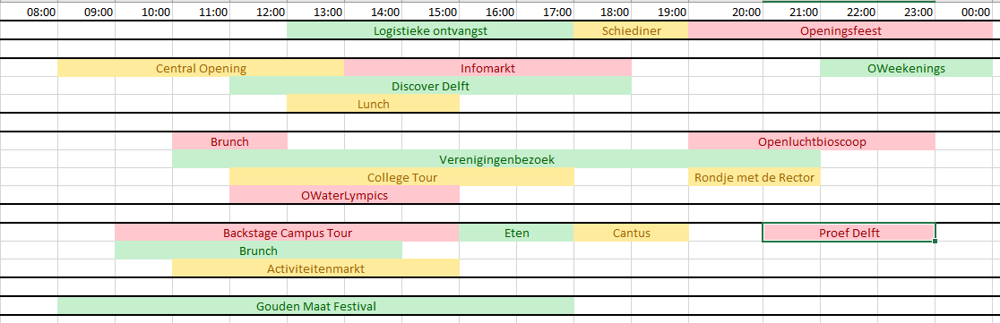 08:00 09:00 10:00 11:00 12:00 13:00 14:00 15:00 16:00 17:00 18:00 19:00 20:00 21:00 22:00 23:00 00:00
Logistieke ontvangst Schiediner Openingsfeest
Central Opening Infomarkt OWeekenings
Discover Delft
Lunch
Brunch Openluchtbioscoop
Verenigingenbezoek
College Tour Rondje met de Rector
OWaterLympics
Backstage Campus Tour Eten Cantus Proef Delft
Brunch
Activiteitenmarkt
Gouden Maat Festival